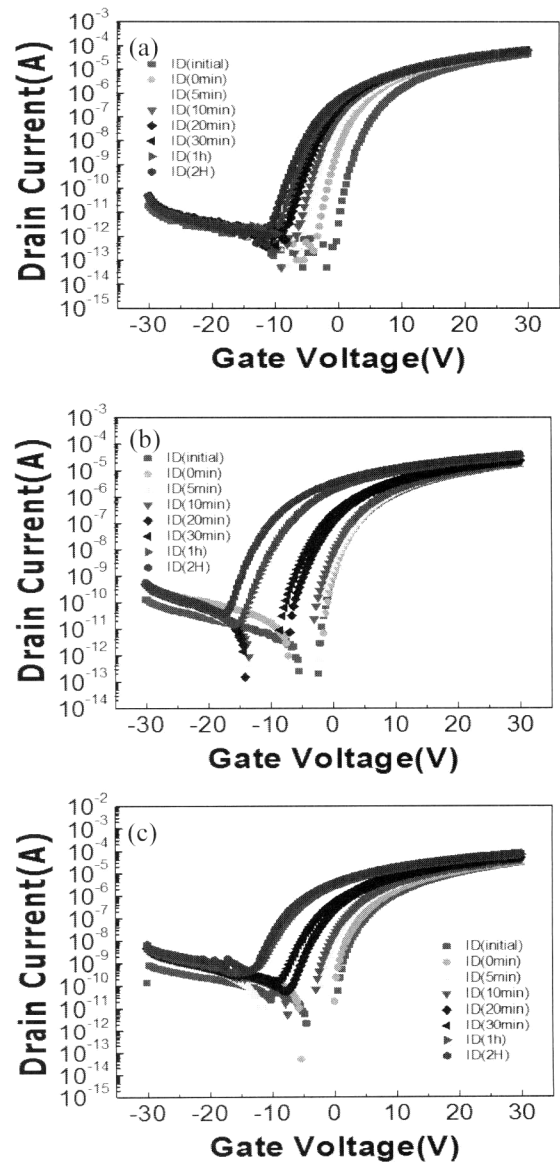 (a)
Drain Current(A)
10-3
10-4
10-5
10-6
10-7
10-8
10-9
10-10
10-11
10-12
10-13
10-14
10-15
ID(initial)
ID(0min)
ID(5min)
ID(10min)
ID(20min)
ID(30min)
ID(1h)
ID(2H)
-30 -20 -10 0 10 20 30
Gate Voltage(V)
(b)
Drain Current(A)
10-3
10-4
10-5
10-6
10-7
10-8
10-9
10-10
10-11
10-12
10-13
10-14
ID(initial)
ID(0min)
ID(5min)
ID(10min)
ID(20min)
ID(30min)
ID(1h)
ID(2H)
-30 -20 -10 0 10 20 30
Gate Voltage(V)
(c)
Drain Current(A)
10-2
10-3
10-4
10-5
10-6
10-7
10-8
10-9
10-10
10-11
10-12
10-13
10-14
10-15
ID(initial)
ID(0min)
ID(5min)
ID(10min)
ID(20min)
ID(30min)
ID(1h)
ID(2H)
-30 -20 -10 0 10 20 30
Gate Voltage(V)